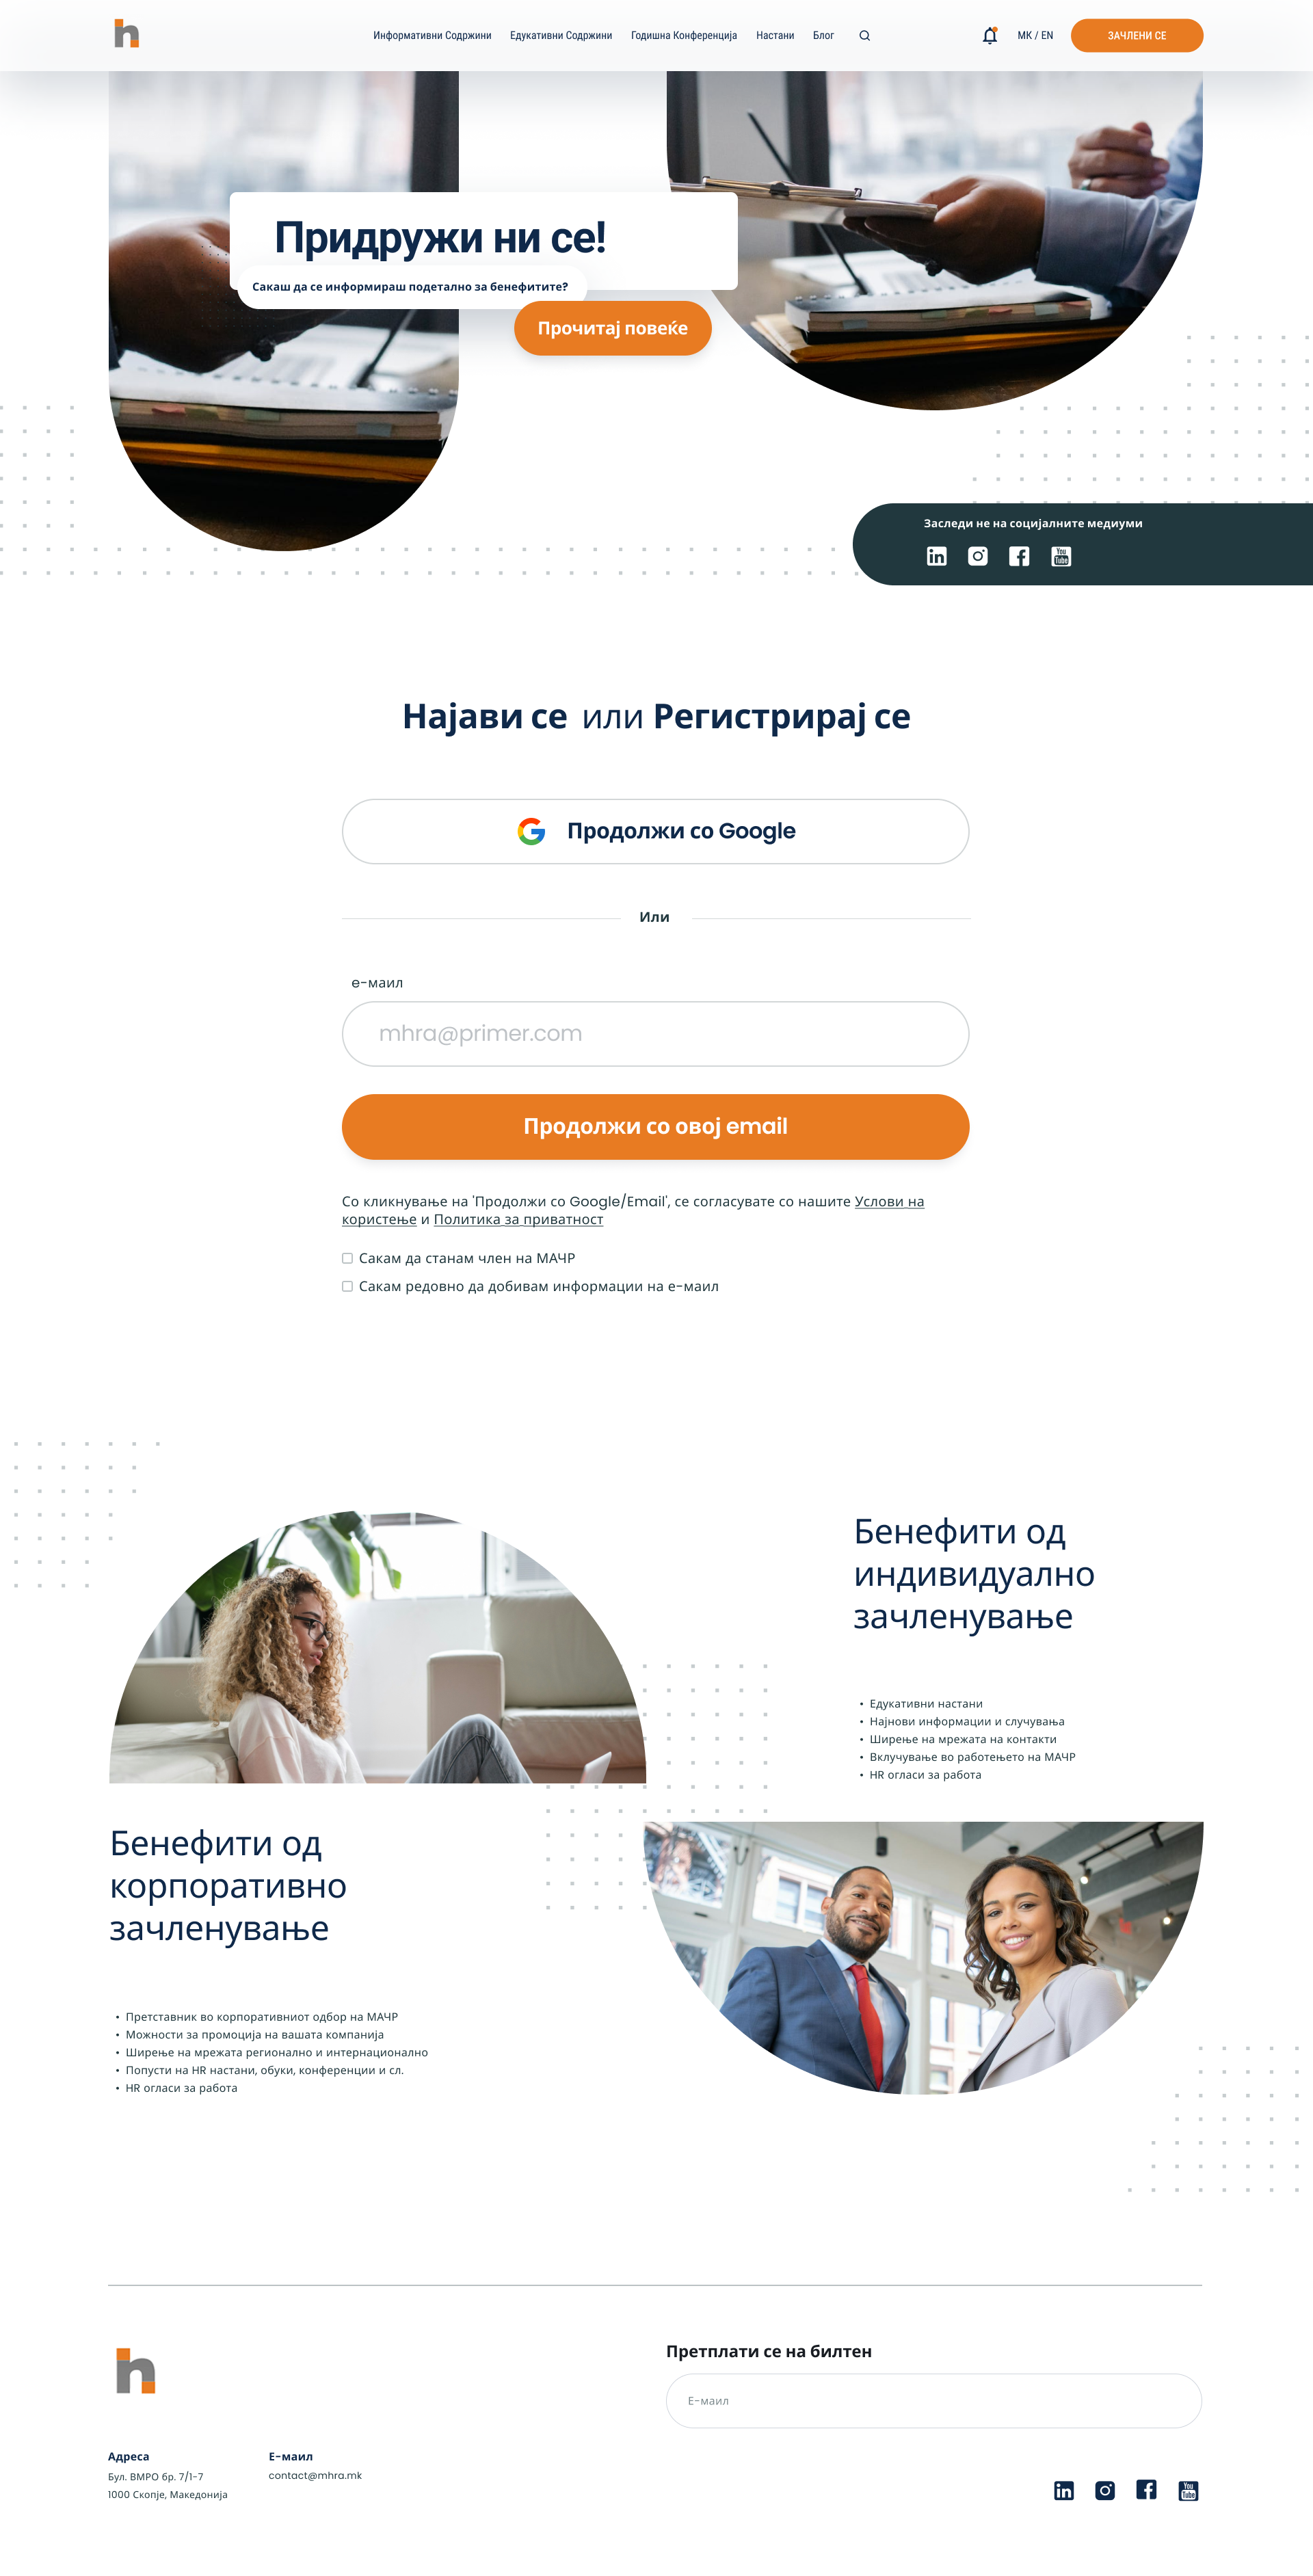 Информативни Содржини Едукативни Содржини Годишна Конференција Настани Блог МК / EN ЗАЧЛЕНИ СЕ
Придружи ни се!
Сакаш да се информираш подетално за бенефитите?
Прочитај повеќе
Заследи не на социјалните медиуми
Најави се или Регистрирај се
Продолжи со Google
Или
е-маил
mhra@primer.com
Продолжи со овој email
Со кликнување на 'Продолжи со Google/Email', се согласувате со нашите Услови на
користење и Политика за приватност
Сакам да станам член на МАЧР
Сакам редовно да добивам информации на е-маил
Бенефити од
индивидуално
зачленување
• Едукативни настани
• Најнови информации и случувања
• Ширење на мрежата на контакти
• Вклучување во работењето на МАЧР
• HR огласи за работа
Бенефити од
корпоративно
зачленување
• Претставник во корпоративниот одбор на МАЧР
• Можности за промоција на вашата компанија
• Ширење на мрежата регионално и интернационално
• Попусти на HR настани, обуки, конференции и сл.
• HR огласи за работа
Претплати се на билтен
Е-маил
Адреса
Бул. ВМРО бр. 7/1-7
1000 Скопје, Македонија
Е-маил
contact@mhra.mk